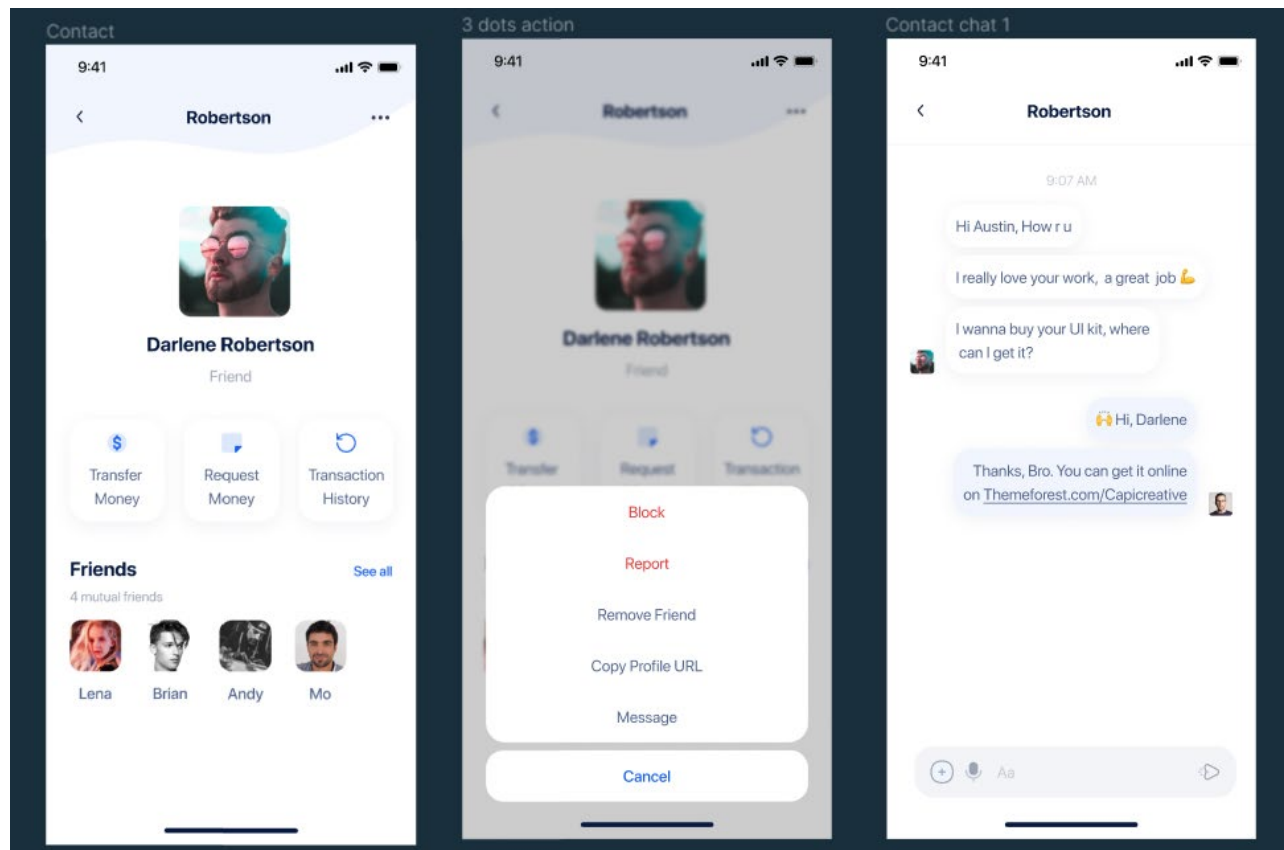 Contact
9:41
Robertson
Darlene Robertson
Friend
Transfer
Money
Request
Money
Transaction
History
Friends
See all
4 mutual friends
Lena
Brian
Andy
Mo
3 dots action
9:41
Robertson
Darlene Robertson
Friend
Transfer
Request
Transaction
Block
Report
Remove Friend
Copy Profile URL
Message
Cancel
Contact chat 1
9:41
Robertson
9:07 AM
Hi Austin, How r u
I really love your work, a great job 💪
I wanna buy your UI kit, where
can I get it?
🙌 Hi, Darlene
Thanks, Bro. You can get it online
on Themeforest.com/Capicreative
Aa